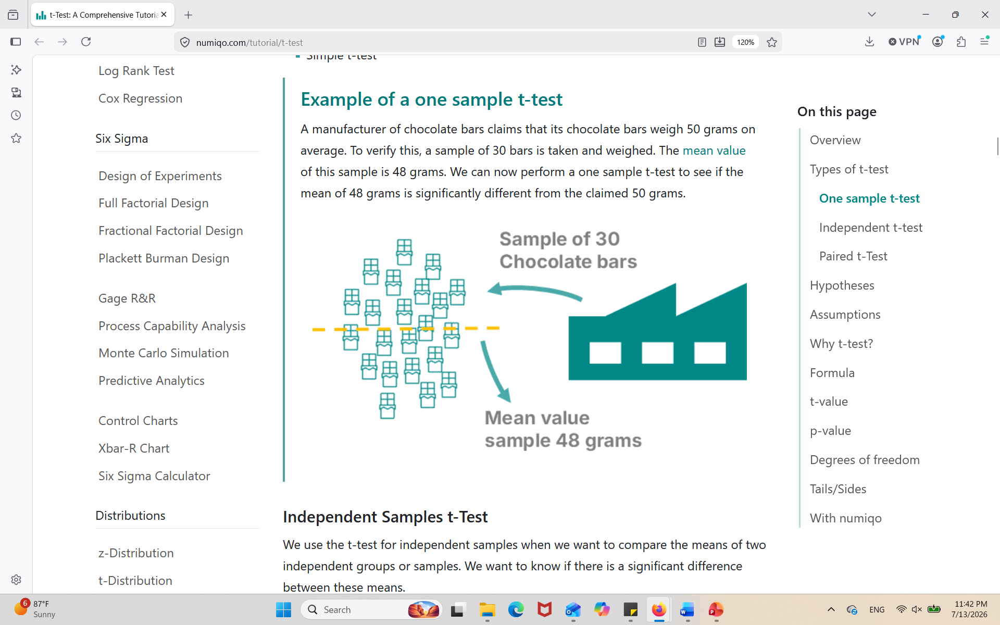 t-Test: A Comprehensive Tutoria
numiqo.com/tutorial/t-test
120%
VPN
Log Rank Test
Cox Regression
Six Sigma
Design of Experiments
Full Factorial Design
Fractional Factorial Design
Plackett Burman Design
Gage R&R
Process Capability Analysis
Monte Carlo Simulation
Predictive Analytics
Control Charts
Xbar-R Chart
Six Sigma Calculator
Distributions
z-Distribution
t-Distribution
Simple t-test
Example of a one sample t-test
A manufacturer of chocolate bars claims that its chocolate bars weigh 50 grams on
average. To verify this, a sample of 30 bars is taken and weighed. The mean value
of this sample is 48 grams. We can now perform a one sample t-test to see if the
mean of 48 grams is significantly different from the claimed 50 grams.
Sample of 30
Chocolate bars
Mean value
sample 48 grams
Independent Samples t-Test
We use the t-test for independent samples when we want to compare the means of two
independent groups or samples. We want to know if there is a significant difference
between these means.
On this page
Overview
Types of t-test
One sample t-test
Independent t-test
Paired t-Test
Hypotheses
Assumptions
Why t-test?
Formula
t-value
p-value
Degrees of freedom
Tails/Sides
With numiqo
6
87°F
Sunny
Search
ENG
11:42 PM
7/13/2026